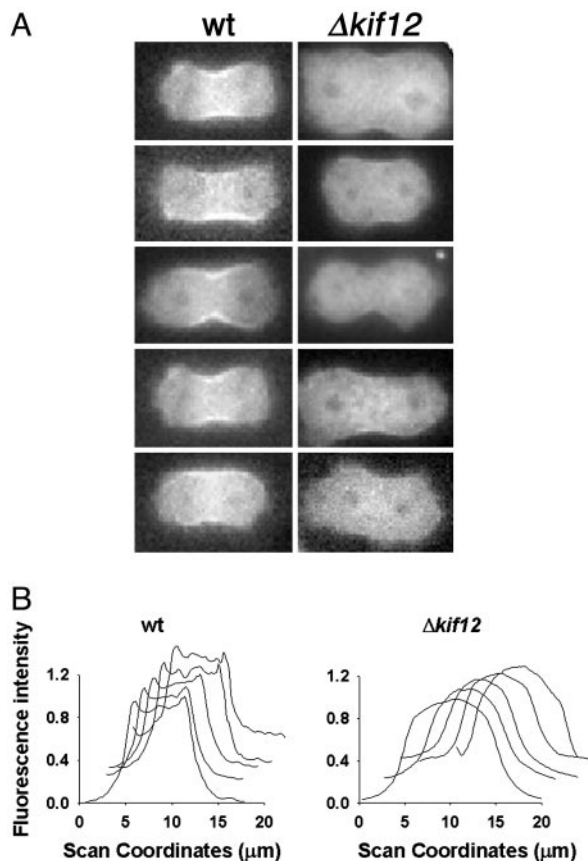 A
wt Δkif12
B
wt Δkif12
Fluorescence intensity
1.2
0.8
0.4
0.0
0 5 10 15 20
Scan Coordinates (μm)
1.2
0.8
0.4
0.0
0 5 10 15 20
Scan Coordinates (μm)